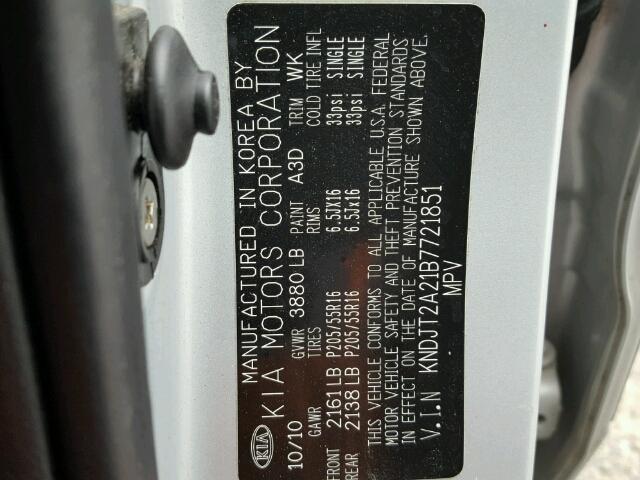 MANUFACTURED IN KOREA BY
KIA KIA MOTORS CORPORATION
10/10 GVWR 3880 LB PAINT A3D TRIM WK
GAWR TIRES RIMS COLD TIRE INFL
FRONT 2161 LB P205/55R16 6.5JX16 33psi SINGLE
REAR 2138 LB P205/55R16 6.5JX16 33psi SINGLE
THIS VEHICLE CONFORMS TO ALL APPLICABLE U.S.A. FEDERAL
MOTOR VEHICLE SAFETY AND THEFT PREVENTION STANDARDS
IN EFFECT ON THE DATE OF MANUFACTURE SHOWN ABOVE.
V.I.N KNDJT2A21B7721851
MPV